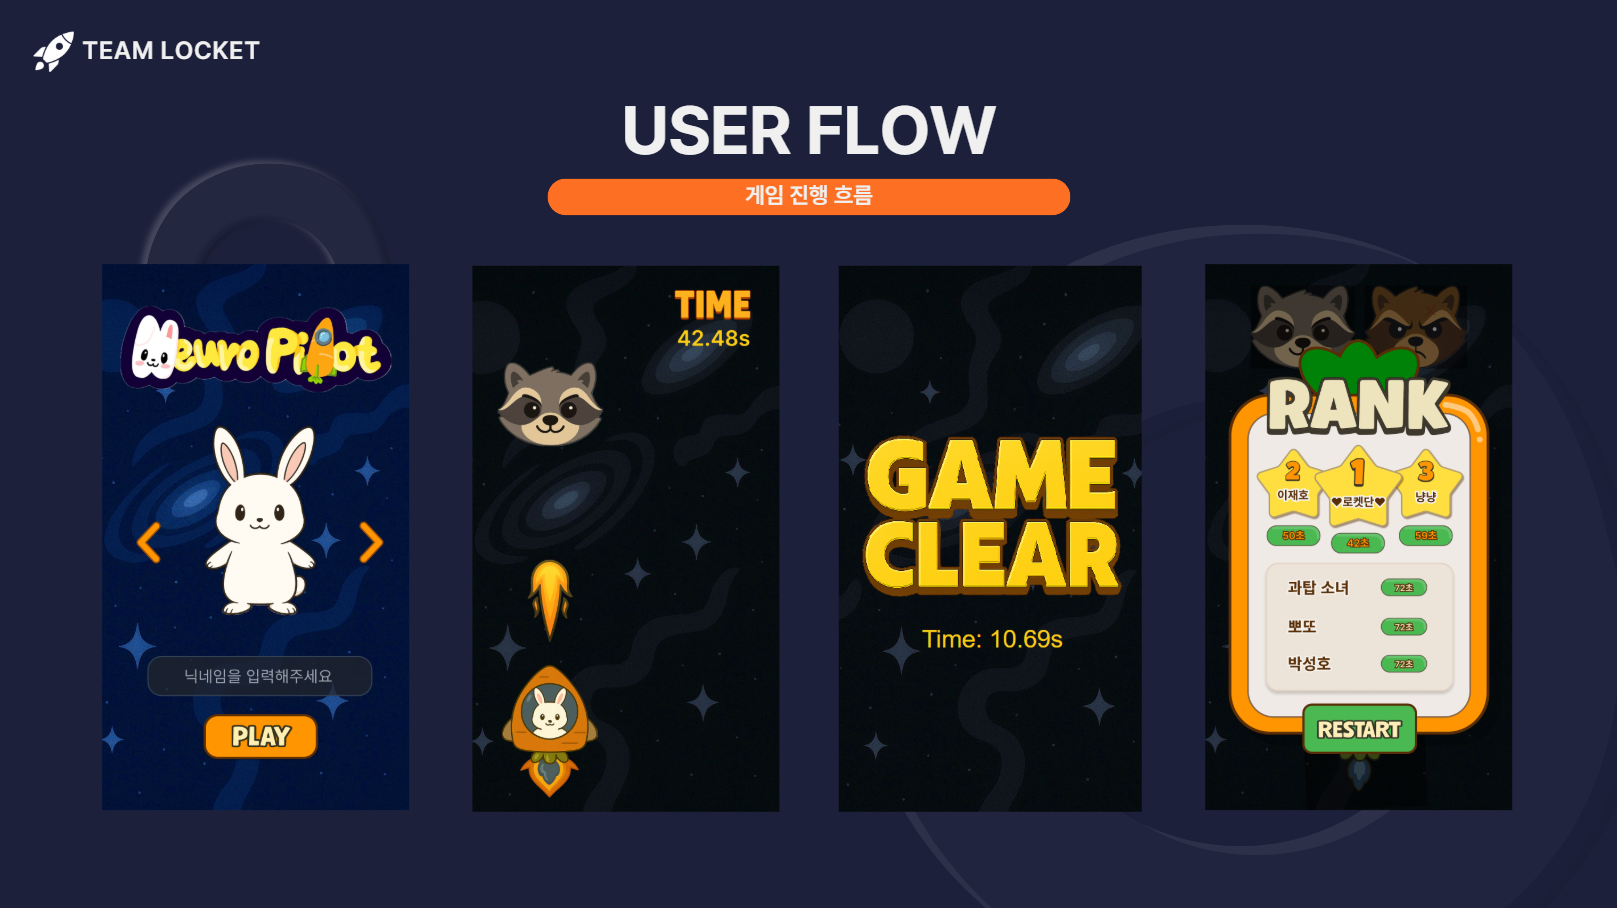 TEAM LOCKET
USER FLOW
게임 진행 흐름
Neuro Pilot
닉네임을 입력해주세요
PLAY
TIME
42.48s
GAME
CLEAR
Time: 10.69s
RANK
2
1
3
이재호
♥로켓단♥
냥냥
50초
42초
59초
과탑 소녀
72초
뽀또
72초
박성호
72초
RESTART